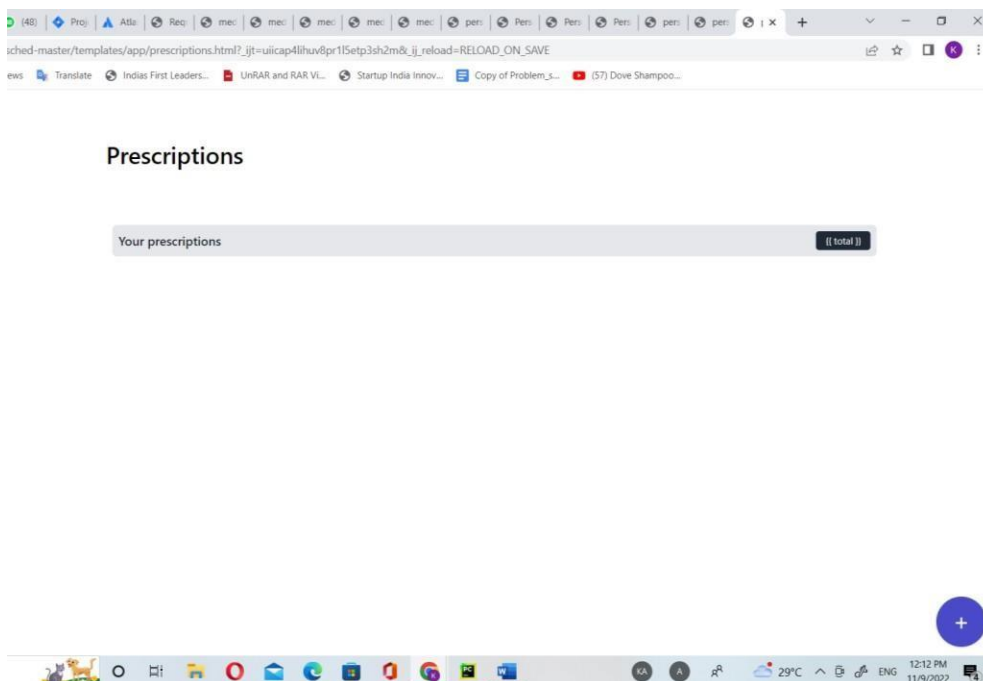 (48) Proj Atla Req mec mec mec mec mec pers Pers Pers Pers pers pers
sched-master/templates/app/prescriptions.html?_ijt=uiicap4lihuv8pr1l5etp3sh2m&_ij_reload=RELOAD_ON_SAVE K
ews Translate Indias First Leaders... UnRAR and RAR Vi... Startup India Innov... Copy of Problem_s... (57) Dove Shampoo...
Prescriptions
Your prescriptions {{ total }}
+
KA A 29°C ENG 12:12 PM
11/9/2022 4